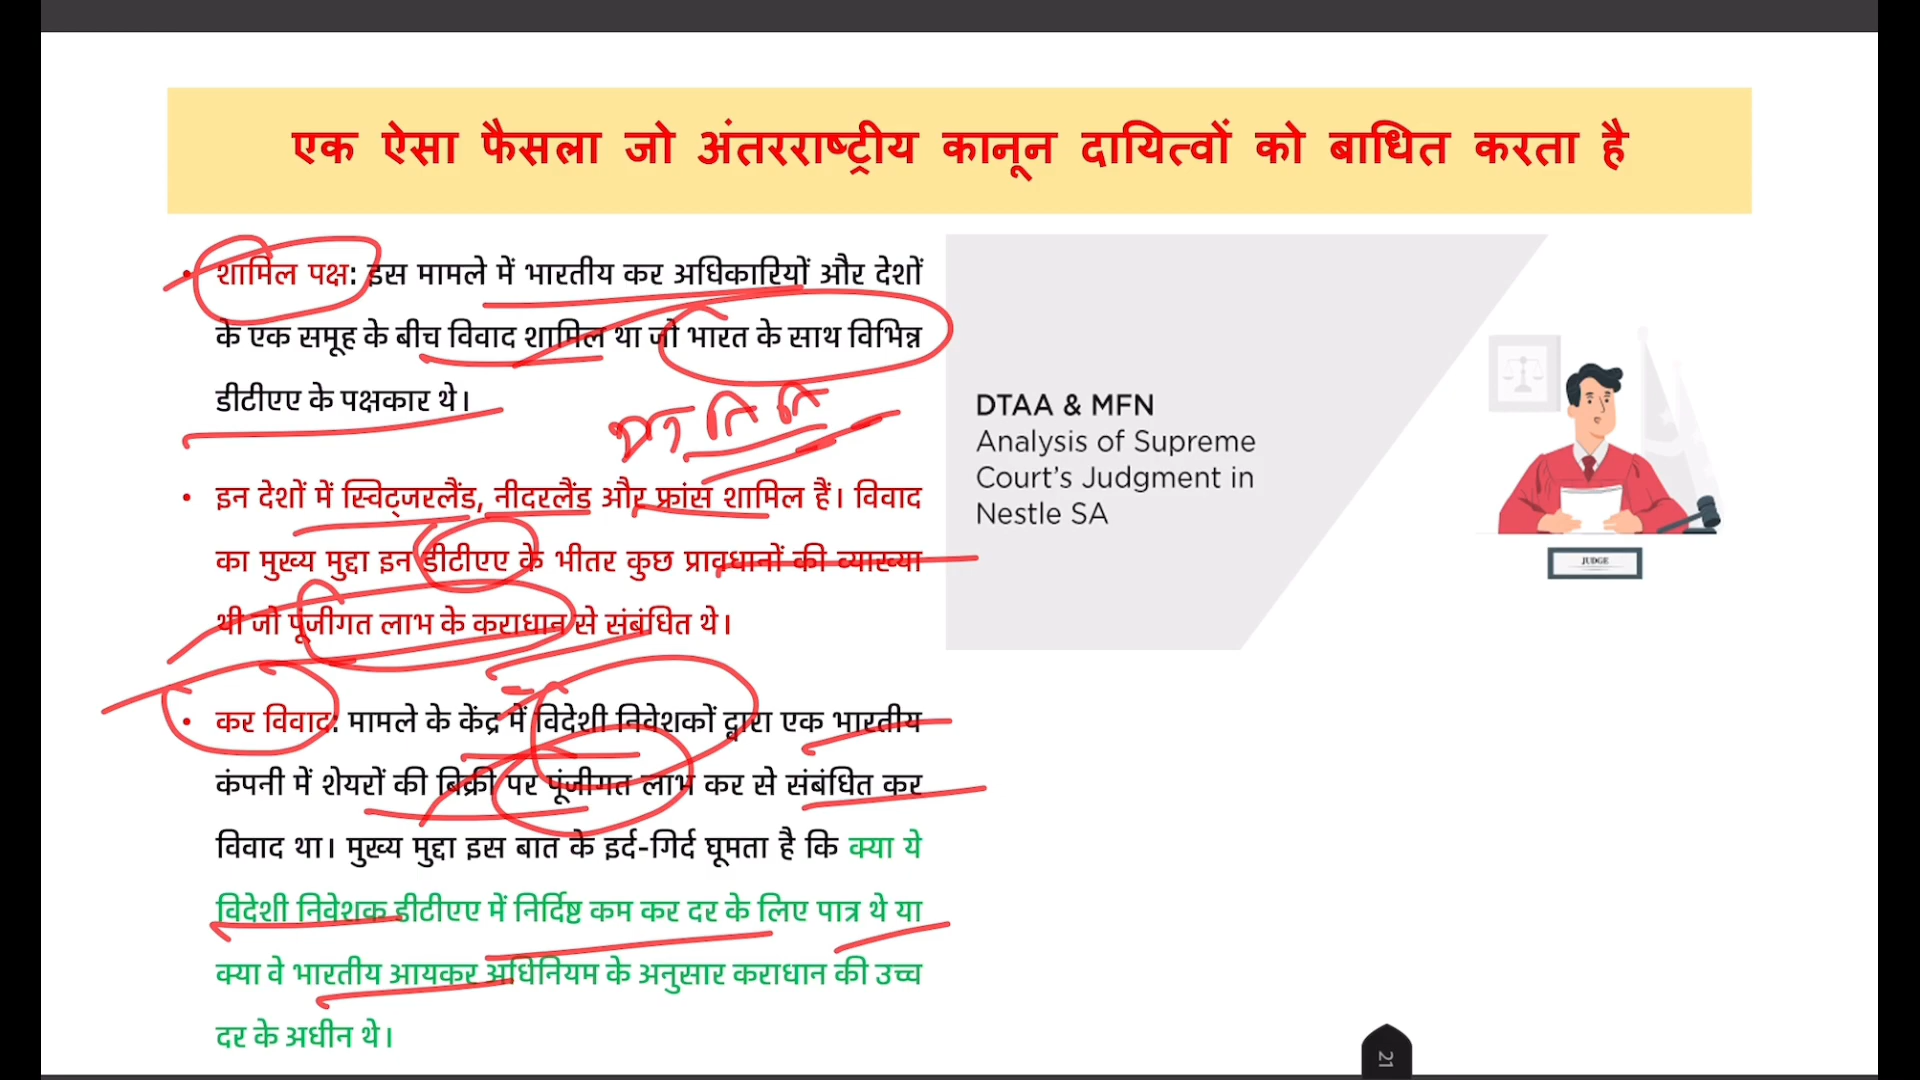 एक ऐसा फैसला जो अंतरराष्ट्रीय कानून दायित्वों को बाधित करता है
• शामिल पक्ष: इस मामले में भारतीय कर अधिकारियों और देशों
के एक समूह के बीच विवाद शामिल था जो भारत के साथ विभिन्न
डीटीएए के पक्षकार थे।
• इन देशों में स्विट्जरलैंड, नीदरलैंड और फ्रांस शामिल हैं। विवाद
का मुख्य मुद्दा इन डीटीएए के भीतर कुछ प्रावधानों की व्याख्या
थी जो पूंजीगत लाभ के कराधान से संबंधित थे।
• कर विवाद: मामले के केंद्र में विदेशी निवेशकों द्वारा एक भारतीय
कंपनी में शेयरों की बिक्री पर पूंजीगत लाभ कर से संबंधित कर
विवाद था। मुख्य मुद्दा इस बात के इर्द-गिर्द घूमता है कि क्या ये
विदेशी निवेशक डीटीएए में निर्दिष्ट कम कर दर के लिए पात्र थे या
क्या वे भारतीय आयकर अधिनियम के अनुसार कराधान की उच्च
दर के अधीन थे।
DTAA & MFN
Analysis of Supreme
Court’s Judgment in
Nestle SA
JUDGE
21